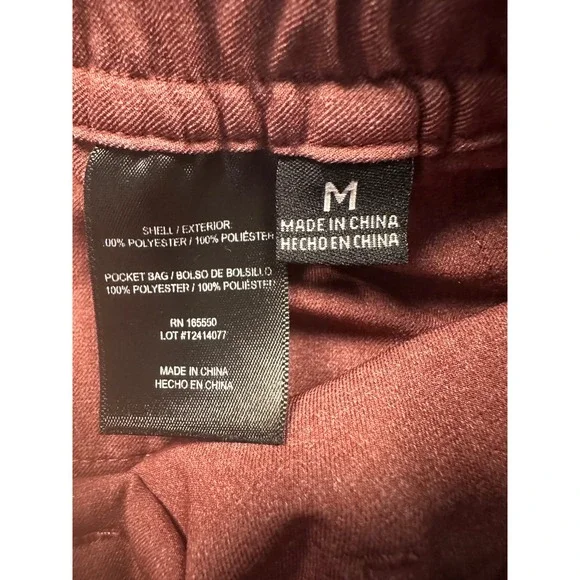 SHELL / EXTERIOR:
00% POLYESTER / 100% POLIÉSTER
POCKET BAG / BOLSO DE BOLSILLO
100% POLYESTER / 100% POLIÉSTER
RN 165550
LOT #T2414077
MADE IN CHINA
HECHO EN CHINA
M
MADE IN CHINA
HECHO EN CHINA